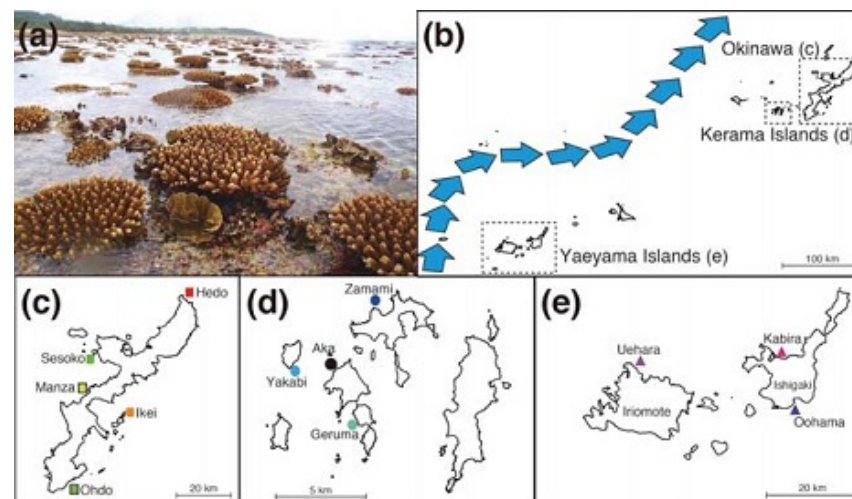 (a)
(b)
Okinawa (c)
Kerama Islands (d)
Yaeyama Islands (e)
100 km
(c)
Hedo
Sesoko
Manza
Ikei
Ohdo
20 km
(d)
Zamami
Aka
Yakabi
Geruma
5 km
(e)
Uehara
Kabira
Ishigaki
Iriomote
Oohama
20 km